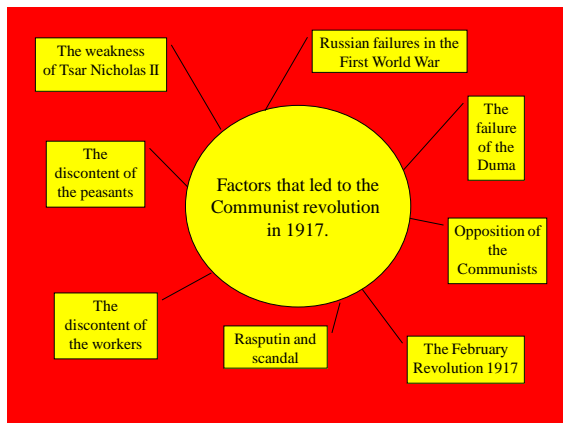 The weakness
of Tsar Nicholas II
Russian failures in the
First World War
The
failure
of the
Duma
The
discontent of
the peasants
Factors that led to the
Communist revolution
in 1917.
Opposition of
the
Communists
The
discontent of
the workers
Rasputin and
scandal
The February
Revolution 1917